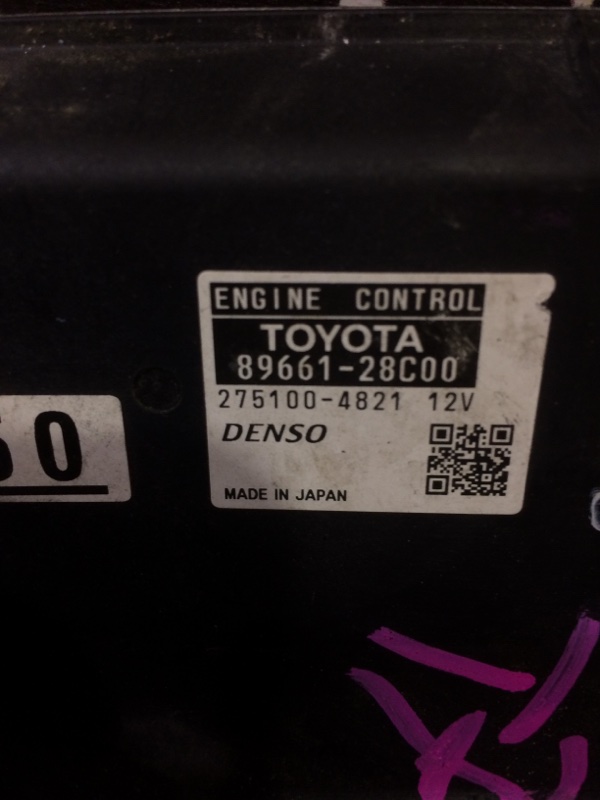 ENGINE CONTROL
TOYOTA
89661-28C00
275100-4821 12V
DENSO
MADE IN JAPAN